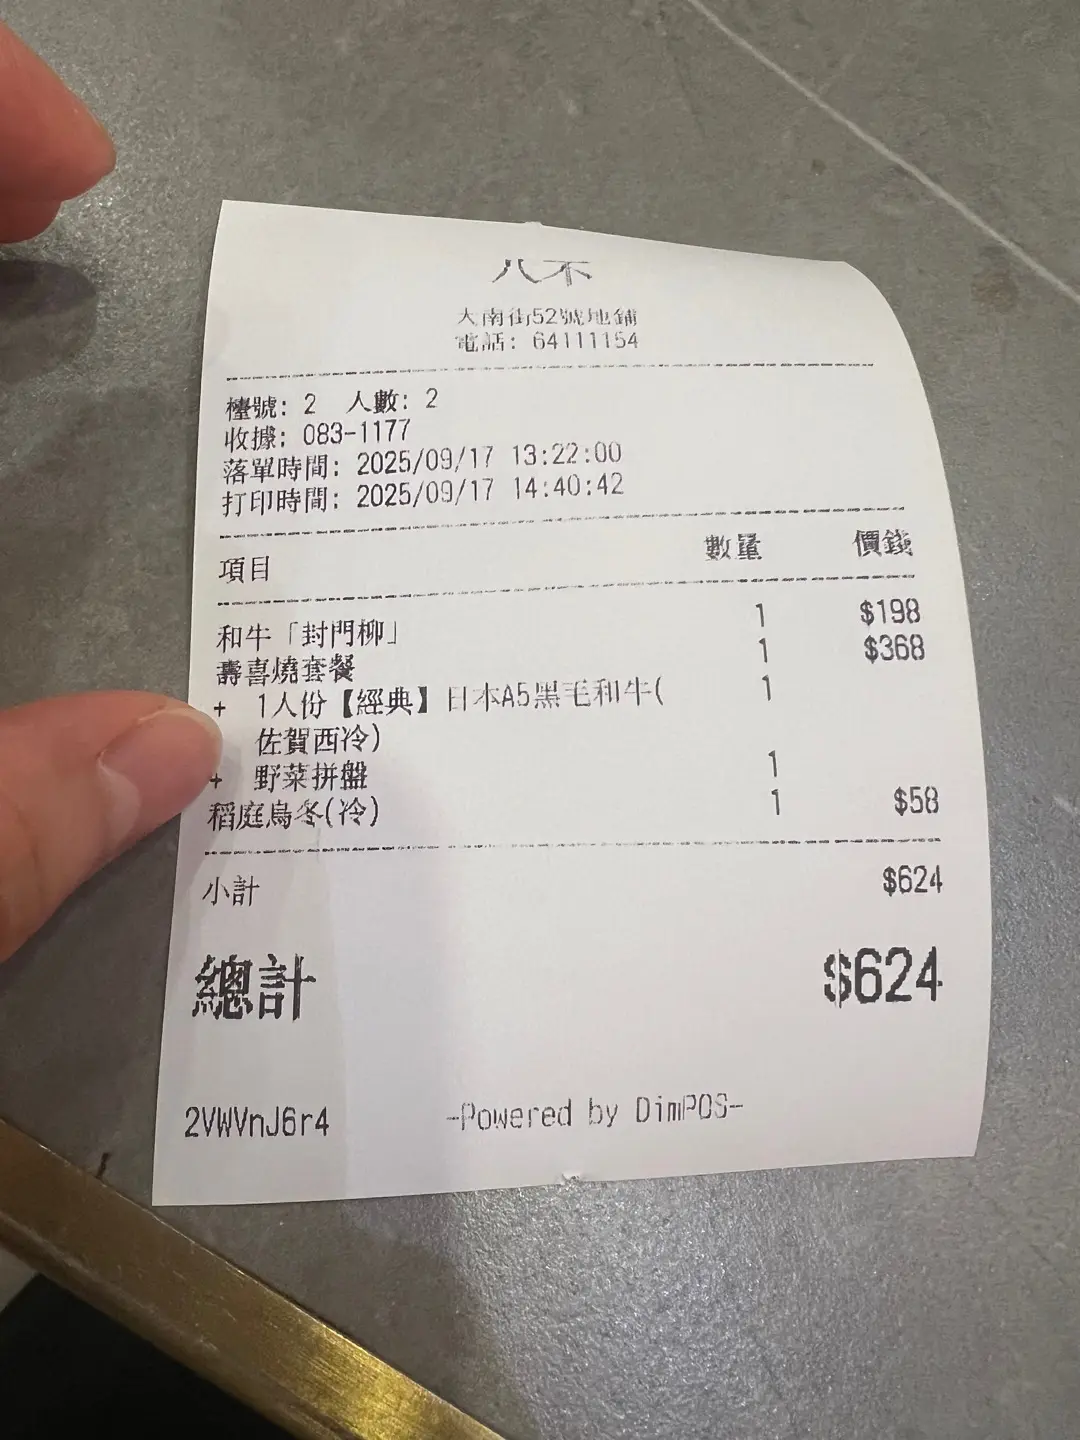 八不
大南街52號地鋪
電話: 64111154
檯號: 2 人數: 2
收據: 083-1177
落單時間: 2025/09/17 13:22:00
打印時間: 2025/09/17 14:40:42
項目 數量 價錢
和牛「封門柳」 1 $198
壽喜燒套餐 1 $368
+ 1人份【經典】日本A5黑毛和牛( 1
佐賀西冷)
+ 野菜拼盤 1
稻庭烏冬(冷) 1 $58
小計 $624
總計 $624
2VWVnJ6r4 -Powered by DimPOS-